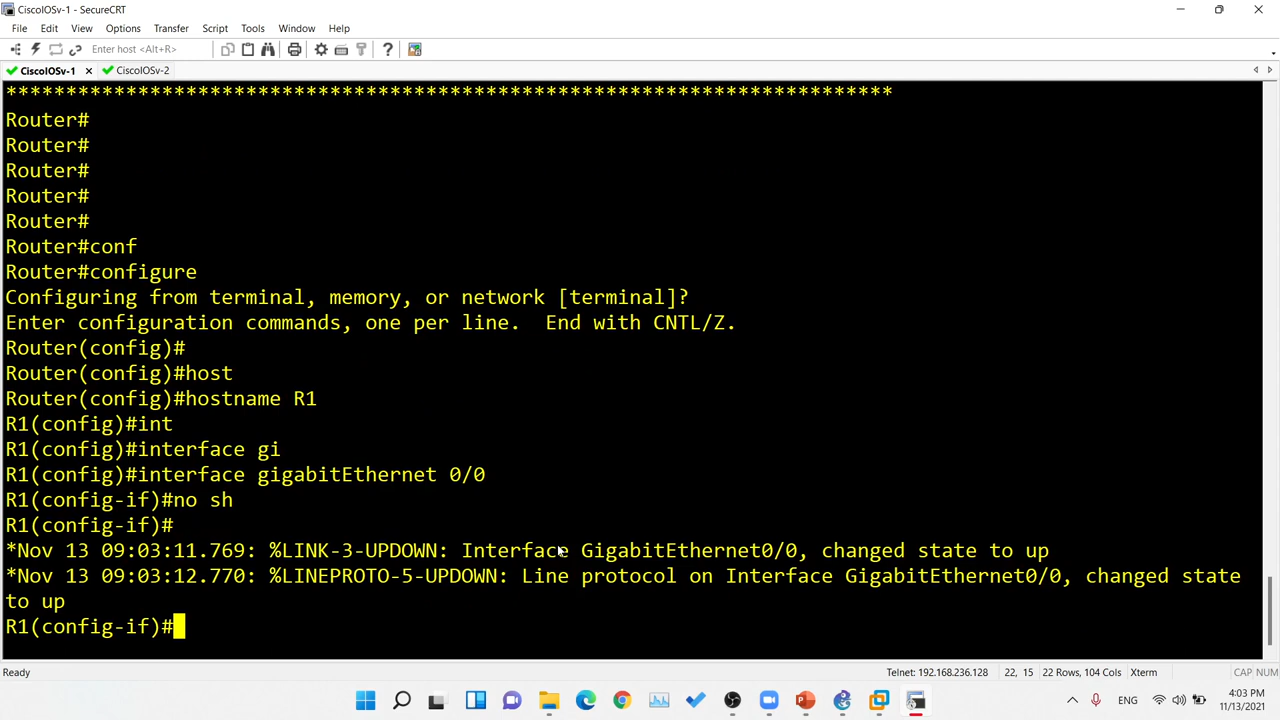 CiscoIOSv-1 - SecureCRT
File Edit View Options Transfer Script Tools Window Help
Enter host <Alt+R>
CiscoIOSv-1 CiscoIOSv-2
**************************************************************************
Router#
Router#
Router#
Router#
Router#
Router#conf
Router#configure
Configuring from terminal, memory, or network [terminal]?
Enter configuration commands, one per line.  End with CNTL/Z.
Router(config)#
Router(config)#host
Router(config)#hostname R1
R1(config)#int
R1(config)#interface gi
R1(config)#interface gigabitEthernet 0/0
R1(config-if)#no sh
R1(config-if)#
*Nov 13 09:03:11.769: %LINK-3-UPDOWN: Interface GigabitEthernet0/0, changed state to up
*Nov 13 09:03:12.770: %LINEPROTO-5-UPDOWN: Line protocol on Interface GigabitEthernet0/0, changed state
to up
R1(config-if)#
Ready Telnet: 192.168.236.128 22, 15 22 Rows, 104 Cols Xterm CAP NUM
ENG 4:03 PM
11/13/2021